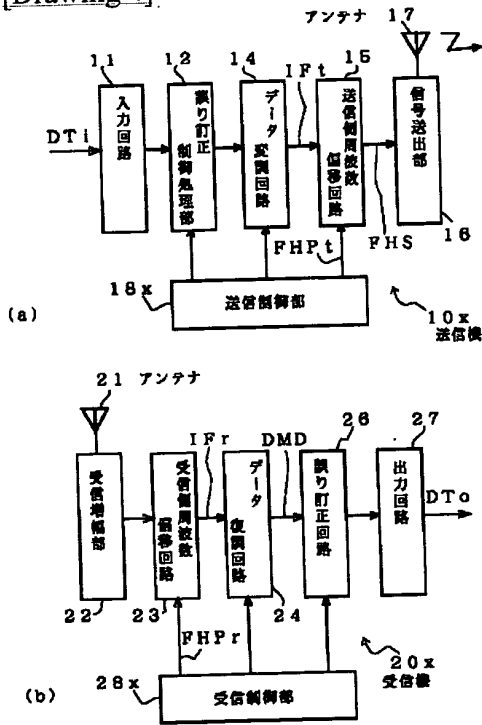 [Drawing
アンテナ 17
11
入力回路
12
誤り訂正
制御処理部
14
データ
変調回路
IFt
15
送信側周波数
偏移回路
信号送出部
16
DTi
FHPt
FHS
18x
送信制御部
(a)
10x
送信機
21 アンテナ
受信増幅部
22
受信側周波数
偏移回路
23
IFr
データ
復調回路
24
DMD
26
誤り訂正回路
27
出力回路
DTo
FHPr
28x
受信制御部
(b)
20x
受信機